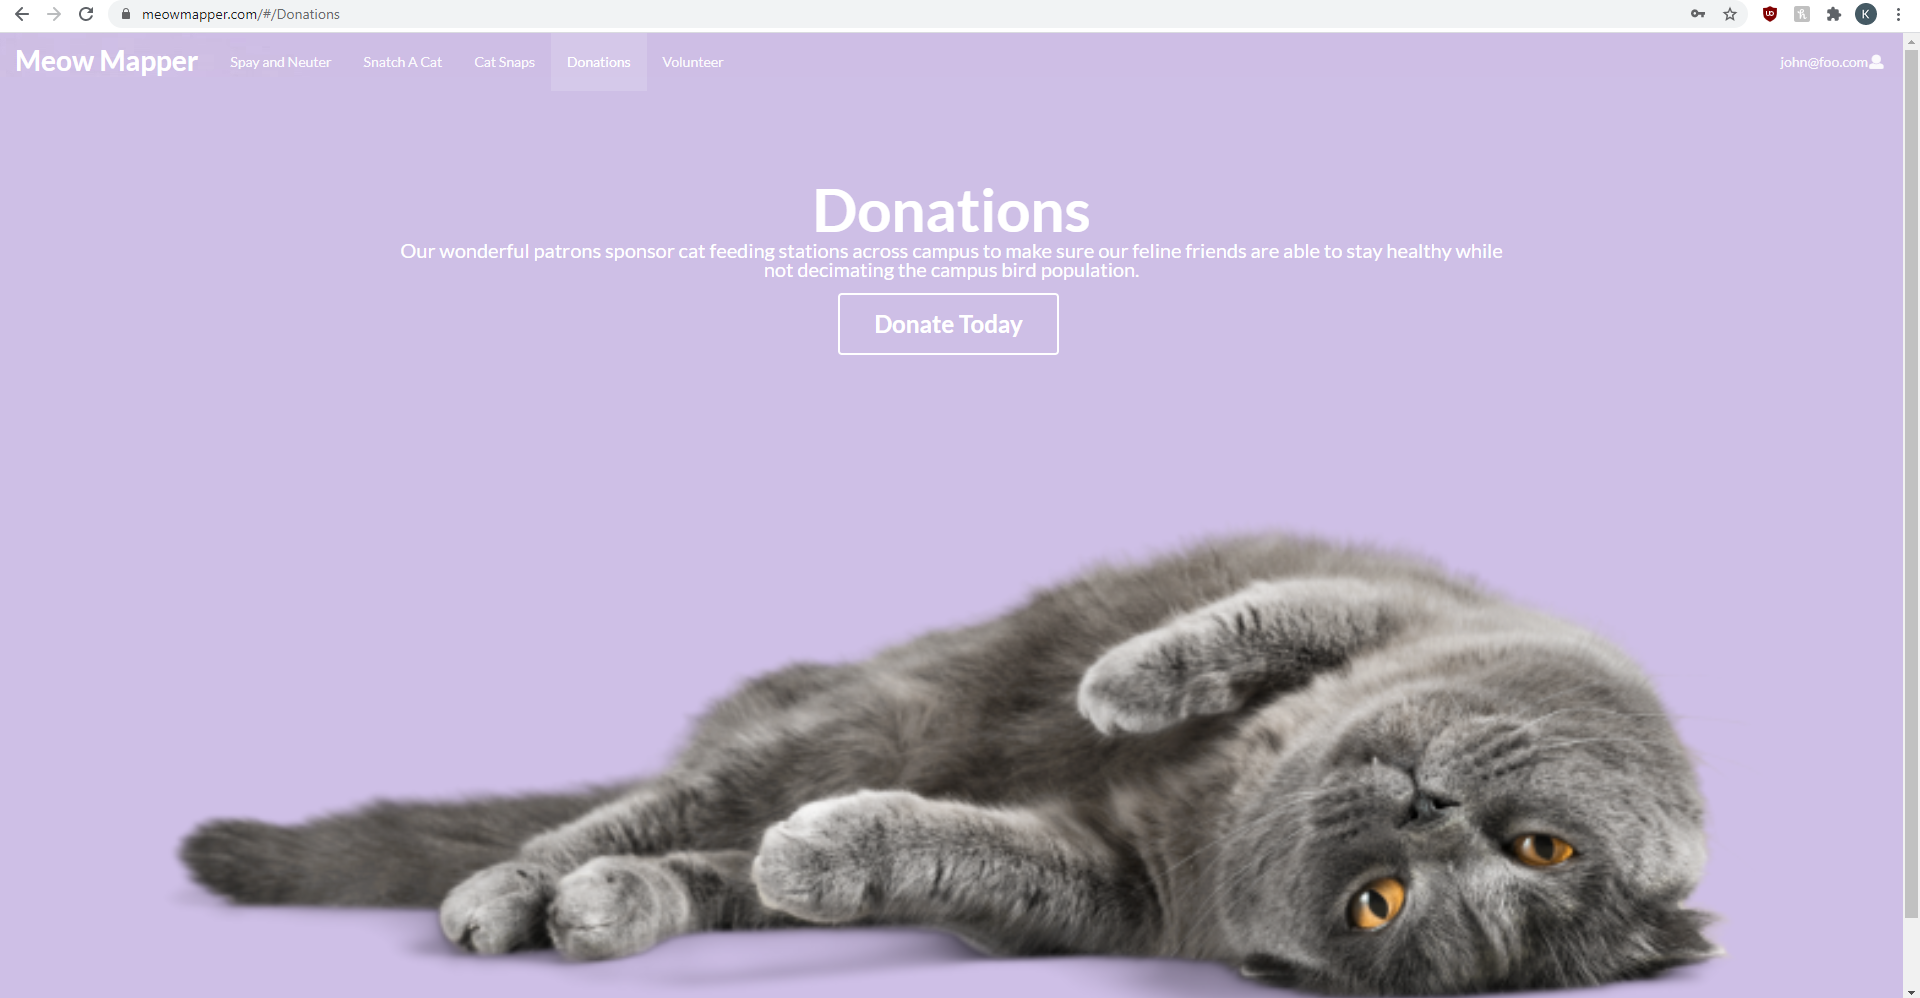 meowmapper.com/#/Donations
K
Meow Mapper
Spay and Neuter
Snatch A Cat
Cat Snaps
Donations
Volunteer
john@foo.com
Donations
Our wonderful patrons sponsor cat feeding stations across campus to make sure our feline friends are able to stay healthy while
not decimating the campus bird population.
Donate Today